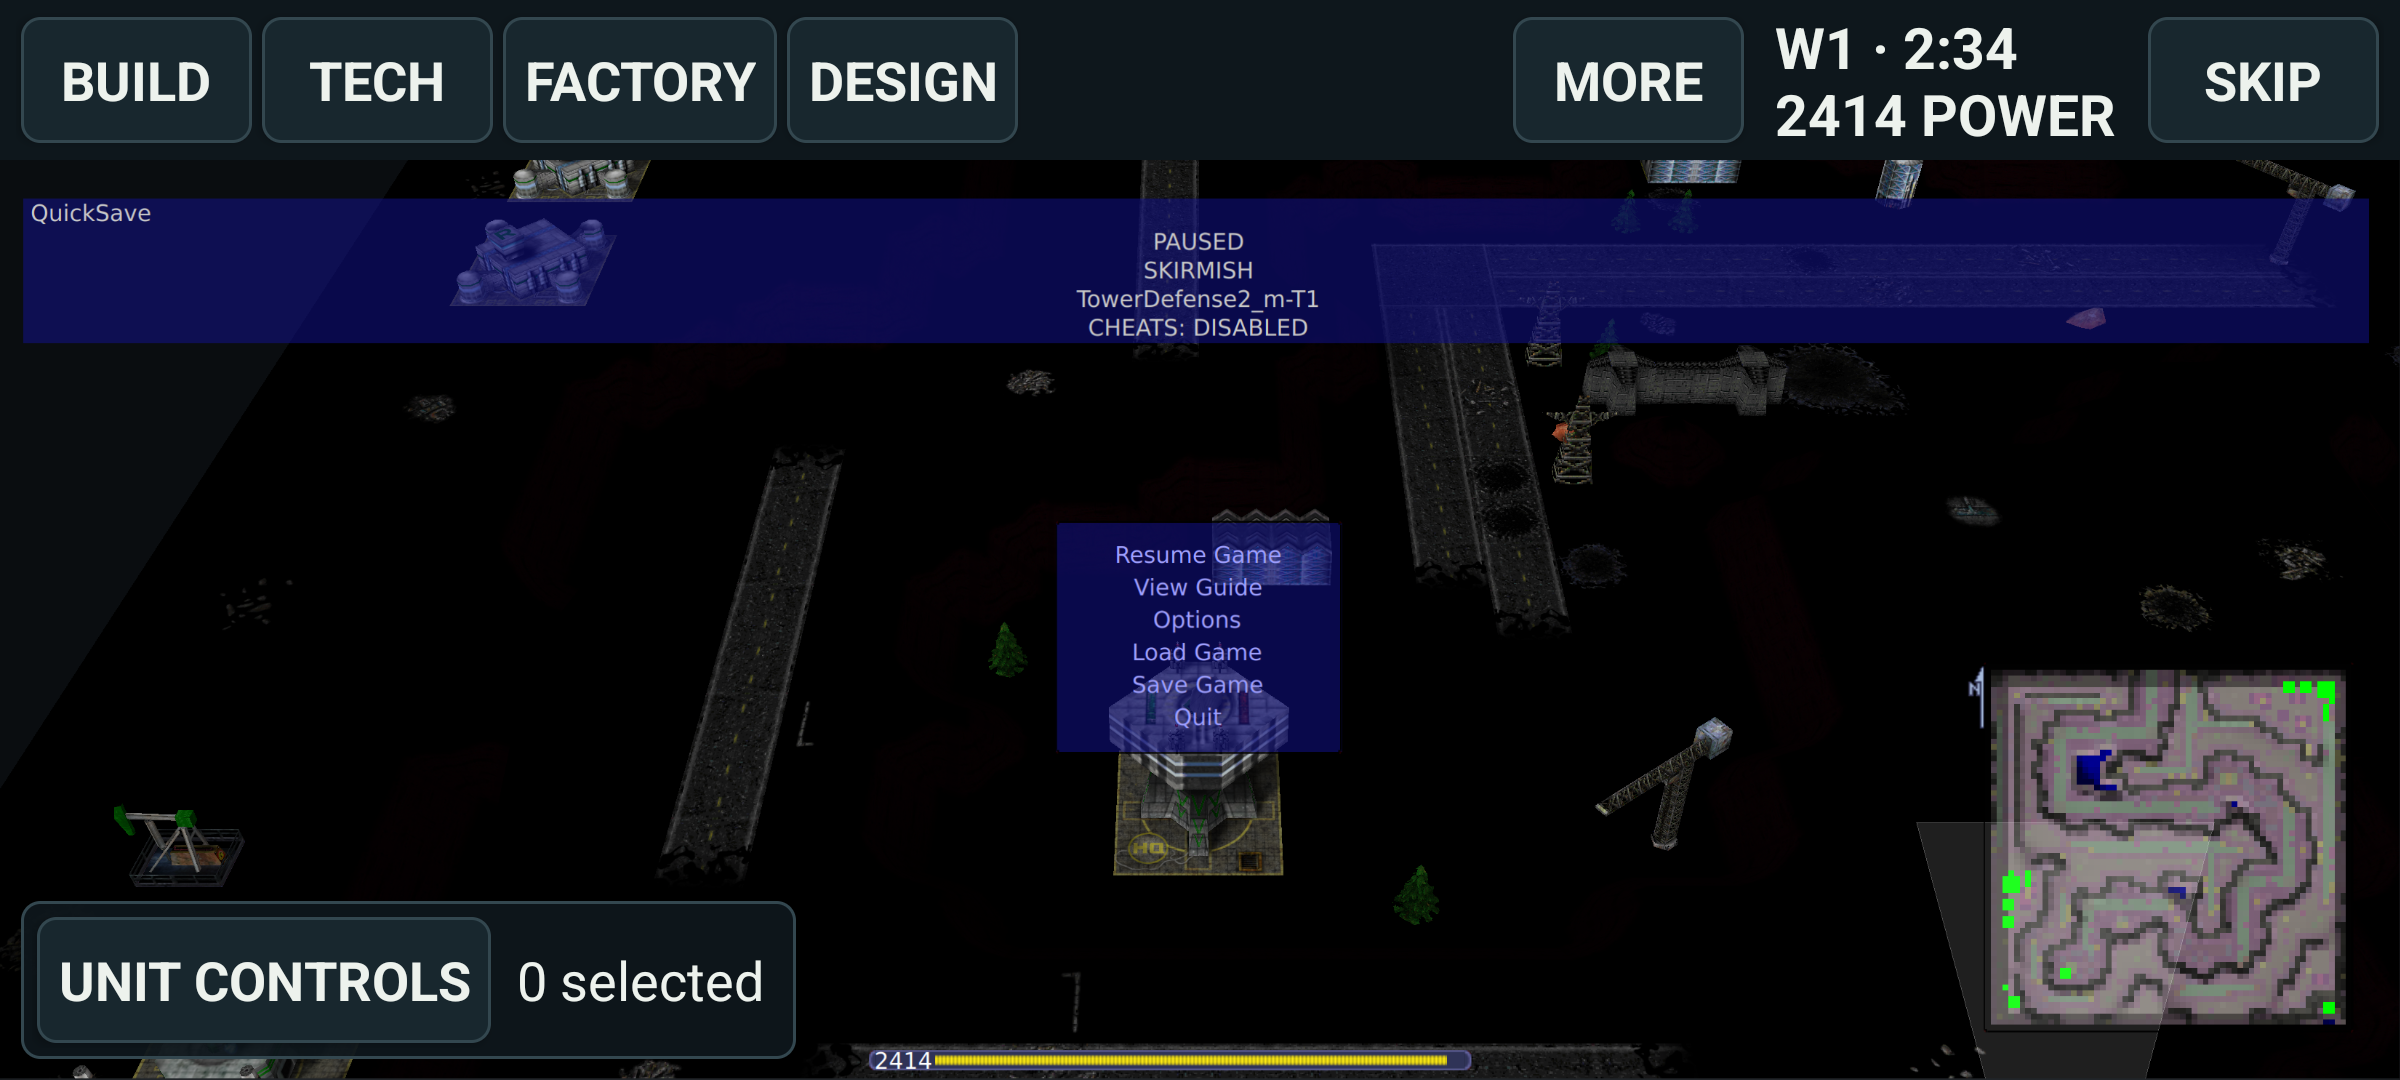 BUILD
TECH
FACTORY
DESIGN
MORE
W1 · 2:34
2414 POWER
SKIP
QuickSave
PAUSED
SKIRMISH
TowerDefense2_m-T1
CHEATS: DISABLED
Resume Game
View Guide
Options
Load Game
Save Game
Quit
HQ
N
UNIT CONTROLS
0 selected
2414